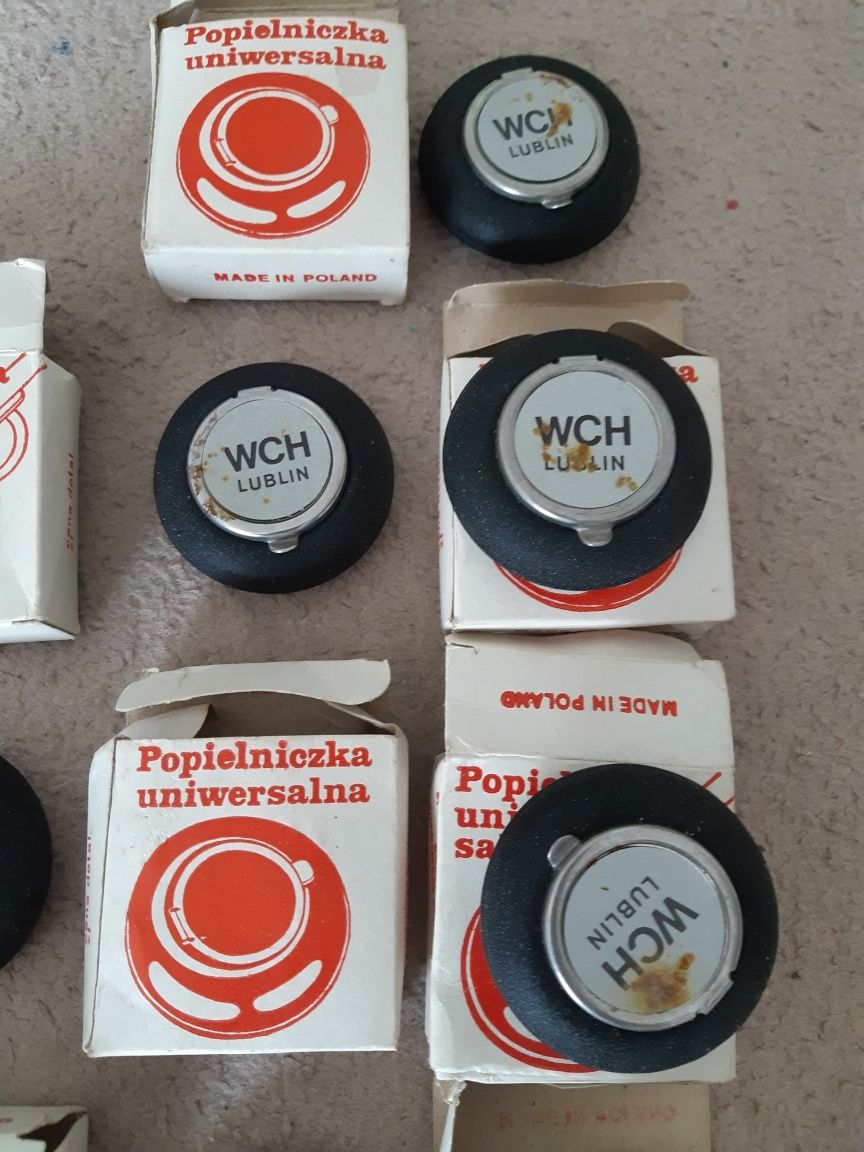 Popielniczka
uniwersalna
MADE IN POLAND
WCH
LUBLIN
WCH
LUBLIN
WCH
LUBLIN
MADE IN POLAND
Popielniczka
uniwersalna
WCH
LUBLIN